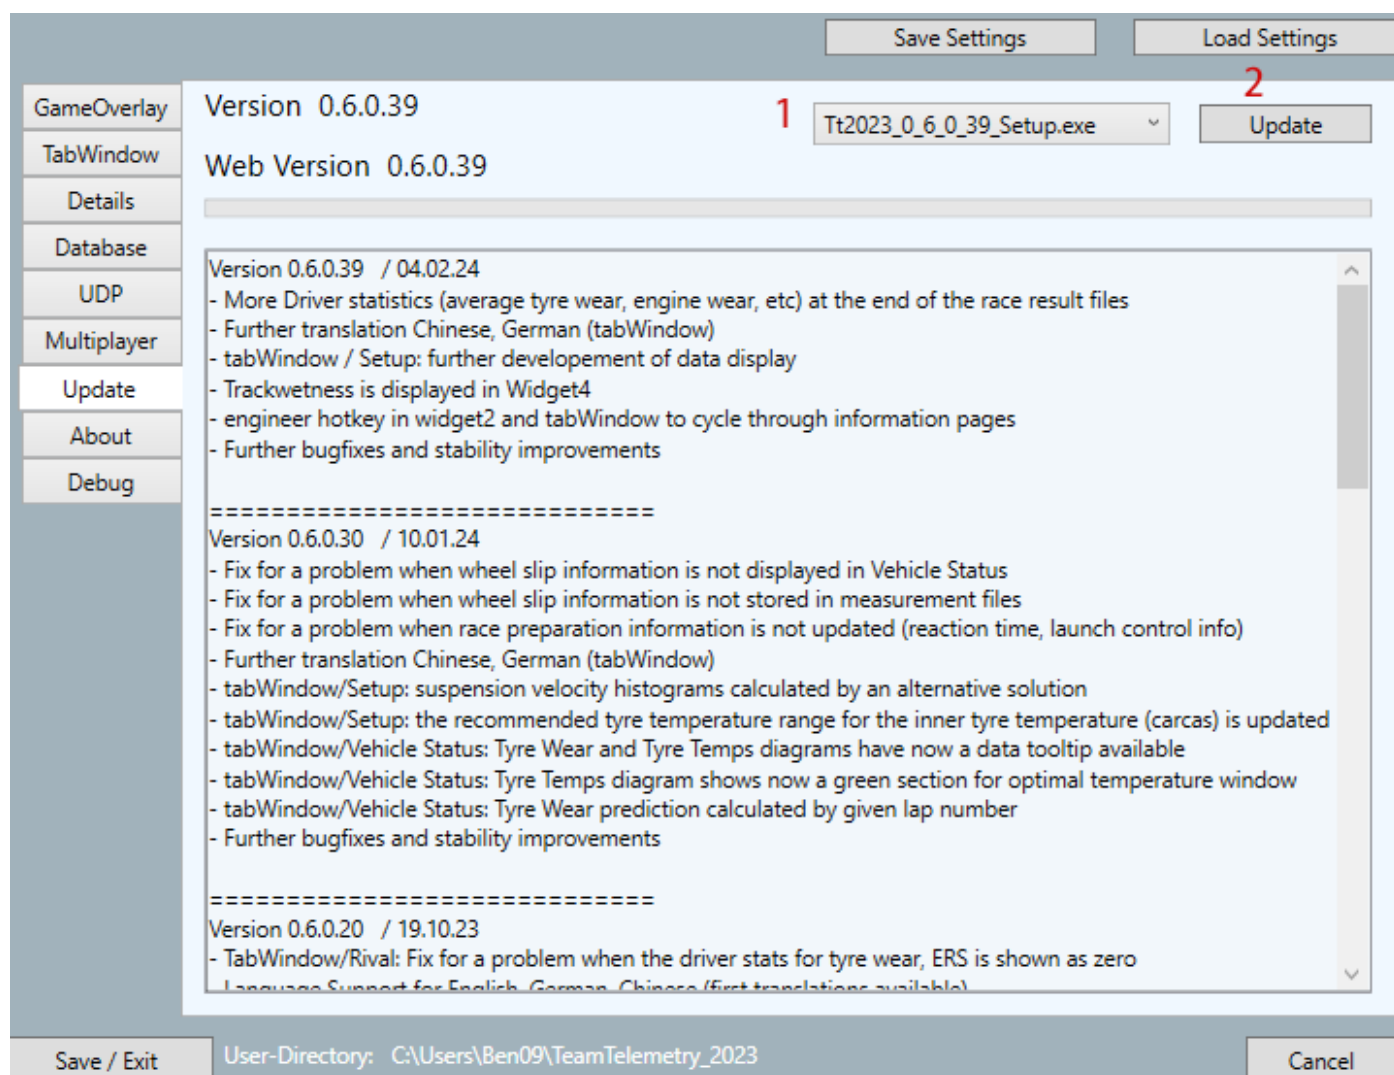 Save Settings
Load Settings
2
GameOverlay
TabWindow
Details
Database
UDP
Multiplayer
Update
About
Debug
Version 0.6.0.39
1
Tt2023_0_6_0_39_Setup.exe
Update
Web Version 0.6.0.39
Version 0.6.0.39 / 04.02.24
- More Driver statistics (average tyre wear, engine wear, etc) at the end of the race result files
- Further translation Chinese, German (tabWindow)
- tabWindow / Setup: further developement of data display
- Trackwetness is displayed in Widget4
- engineer hotkey in widget2 and tabWindow to cycle through information pages
- Further bugfixes and stability improvements
=============================
Version 0.6.0.30 / 10.01.24
- Fix for a problem when wheel slip information is not displayed in Vehicle Status
- Fix for a problem when wheel slip information is not stored in measurement files
- Fix for a problem when race preparation information is not updated (reaction time, launch control info)
- Further translation Chinese, German (tabWindow)
- tabWindow/Setup: suspension velocity histograms calculated by an alternative solution
- tabWindow/Setup: the recommended tyre temperature range for the inner tyre temperature (carcas) is updated
- tabWindow/Vehicle Status: Tyre Wear and Tyre Temps diagrams have now a data tooltip available
- tabWindow/Vehicle Status: Tyre Temps diagram shows now a green section for optimal temperature window
- tabWindow/Vehicle Status: Tyre Wear prediction calculated by given lap number
- Further bugfixes and stability improvements
=============================
Version 0.6.0.20 / 19.10.23
- TabWindow/Rival: Fix for a problem when the driver stats for tyre wear, ERS is shown as zero
- Language Support for English, German, Chinese (first translations available)
Save / Exit
User-Directory: C:\Users\Ben09\TeamTelemetry_2023
Cancel